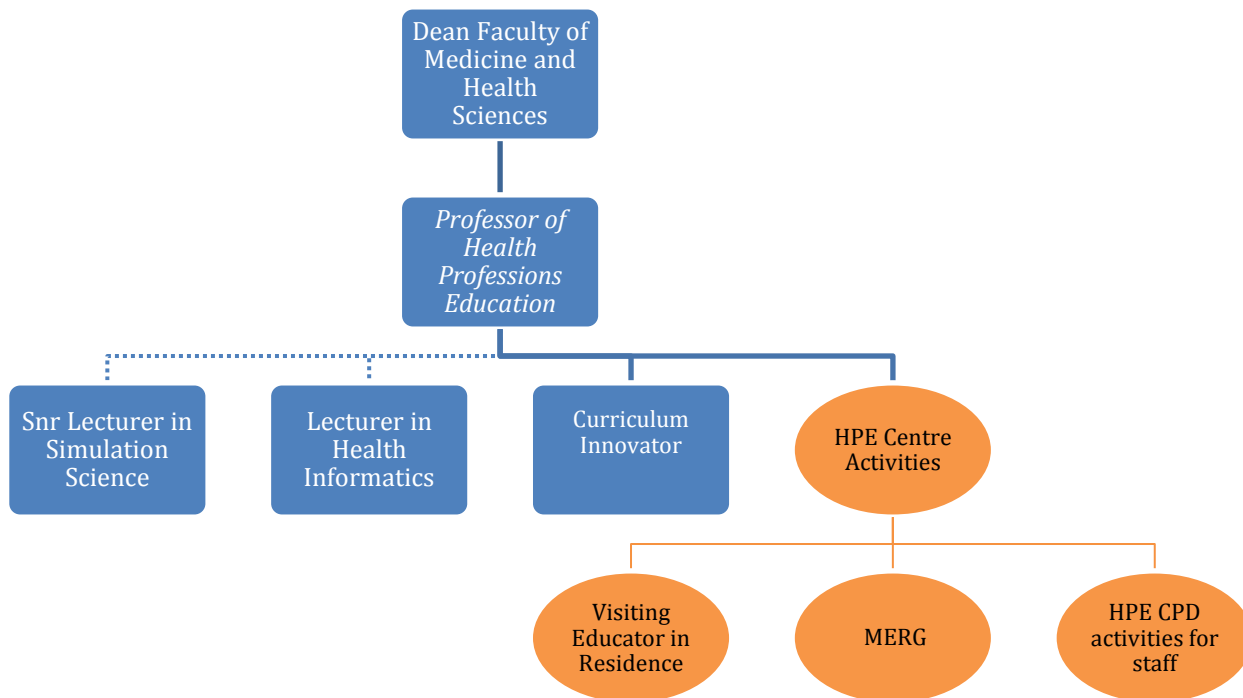 Dean Faculty of
Medicine and
Health
Sciences
Professor of
Health
Professions
Education
Snr Lecturer in
Simulation
Science
Lecturer in
Health
Informatics
Curriculum
Innovator
HPE Centre
Activities
Visiting
Educator in
Residence
MERG
HPE CPD
activities for
staff